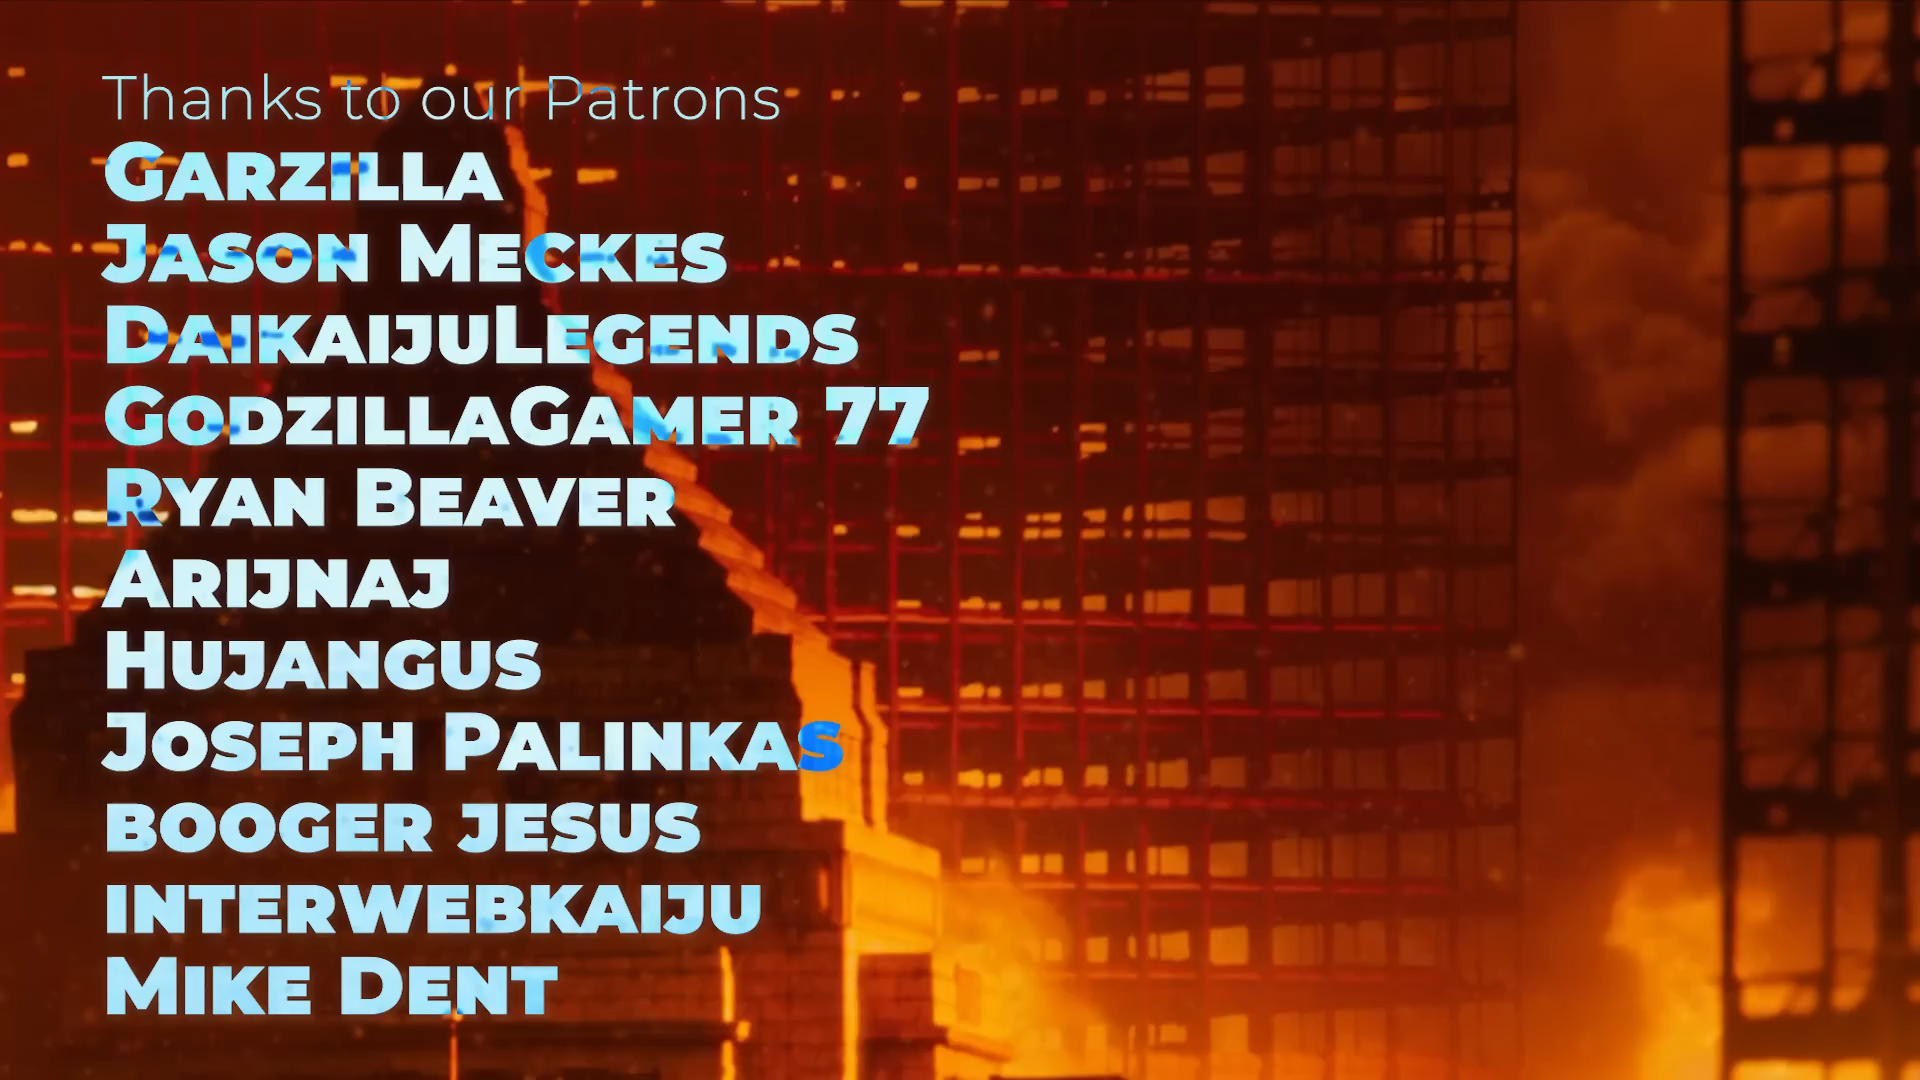 Thanks to our Patrons
Garzilla
Jason Meckes
DaikaijuLegends
GodzillaGamer 77
Ryan Beaver
Arijnaj
Hujangus
Joseph Palinkas
booger jesus
interwebkaiju
Mike Dent